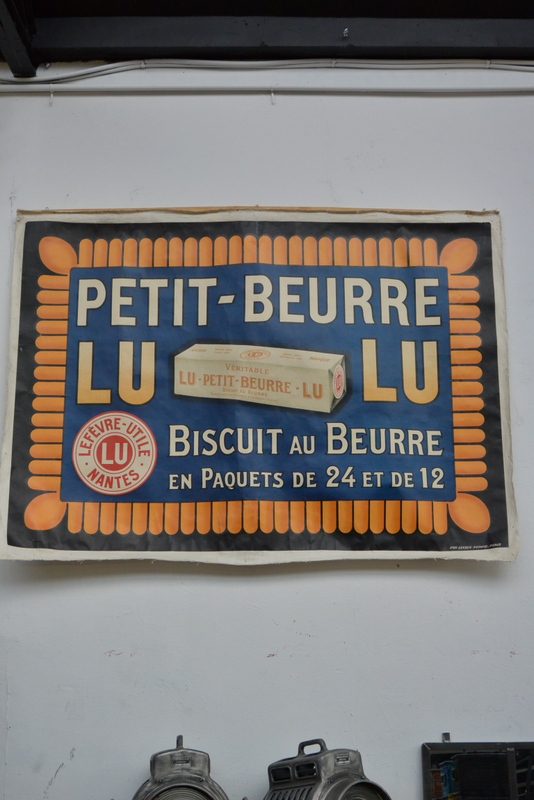 PETIT-BEURRE
LU LU
VÉRITABLE
LU·PETIT-BEURRE·LU
LEFÈVRE-UTILE
LU
NANTES
BISCUIT AU BEURRE
EN PAQUETS DE 24 ET DE 12